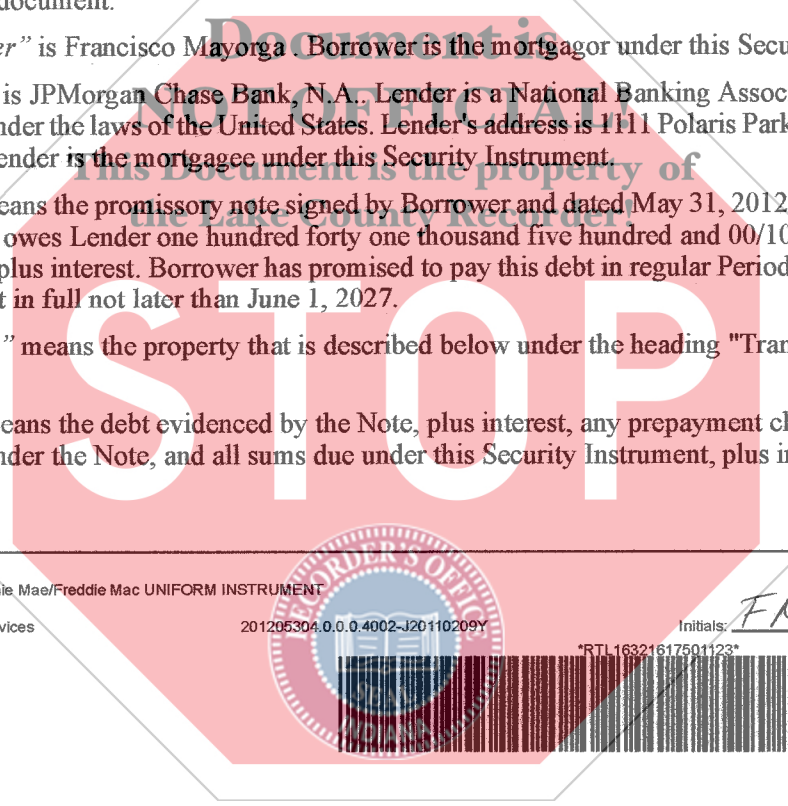 document.
er” is Francisco Mayorga . Borrower is the mortgagor under this Secu
is JPMorgan Chase Bank, N.A.. Lender is a National Banking Assoc
nder the laws of the United States. Lender's address is 1111 Polaris Park
ender is the mortgagee under this Security Instrument.
eans the promissory note signed by Borrower and dated May 31, 2012,
owes Lender one hundred forty one thousand five hundred and 00/10
plus interest. Borrower has promised to pay this debt in regular Period
t in full not later than June 1, 2027.
” means the property that is described below under the heading "Tran
eans the debt evidenced by the Note, plus interest, any prepayment cl
nder the Note, and all sums due under this Security Instrument, plus in
Document is
NOT OFFICIAL!
This Document is the property of
the Lake County Recorder!
STOP
RECORDER'S OFFICE
SEAL
INDIANA
ie Mae/Freddie Mac UNIFORM INSTRUMENT
vices
201205304.0.0.0.4002-J20110209Y
Initials: FM
*RTL16321617501123*